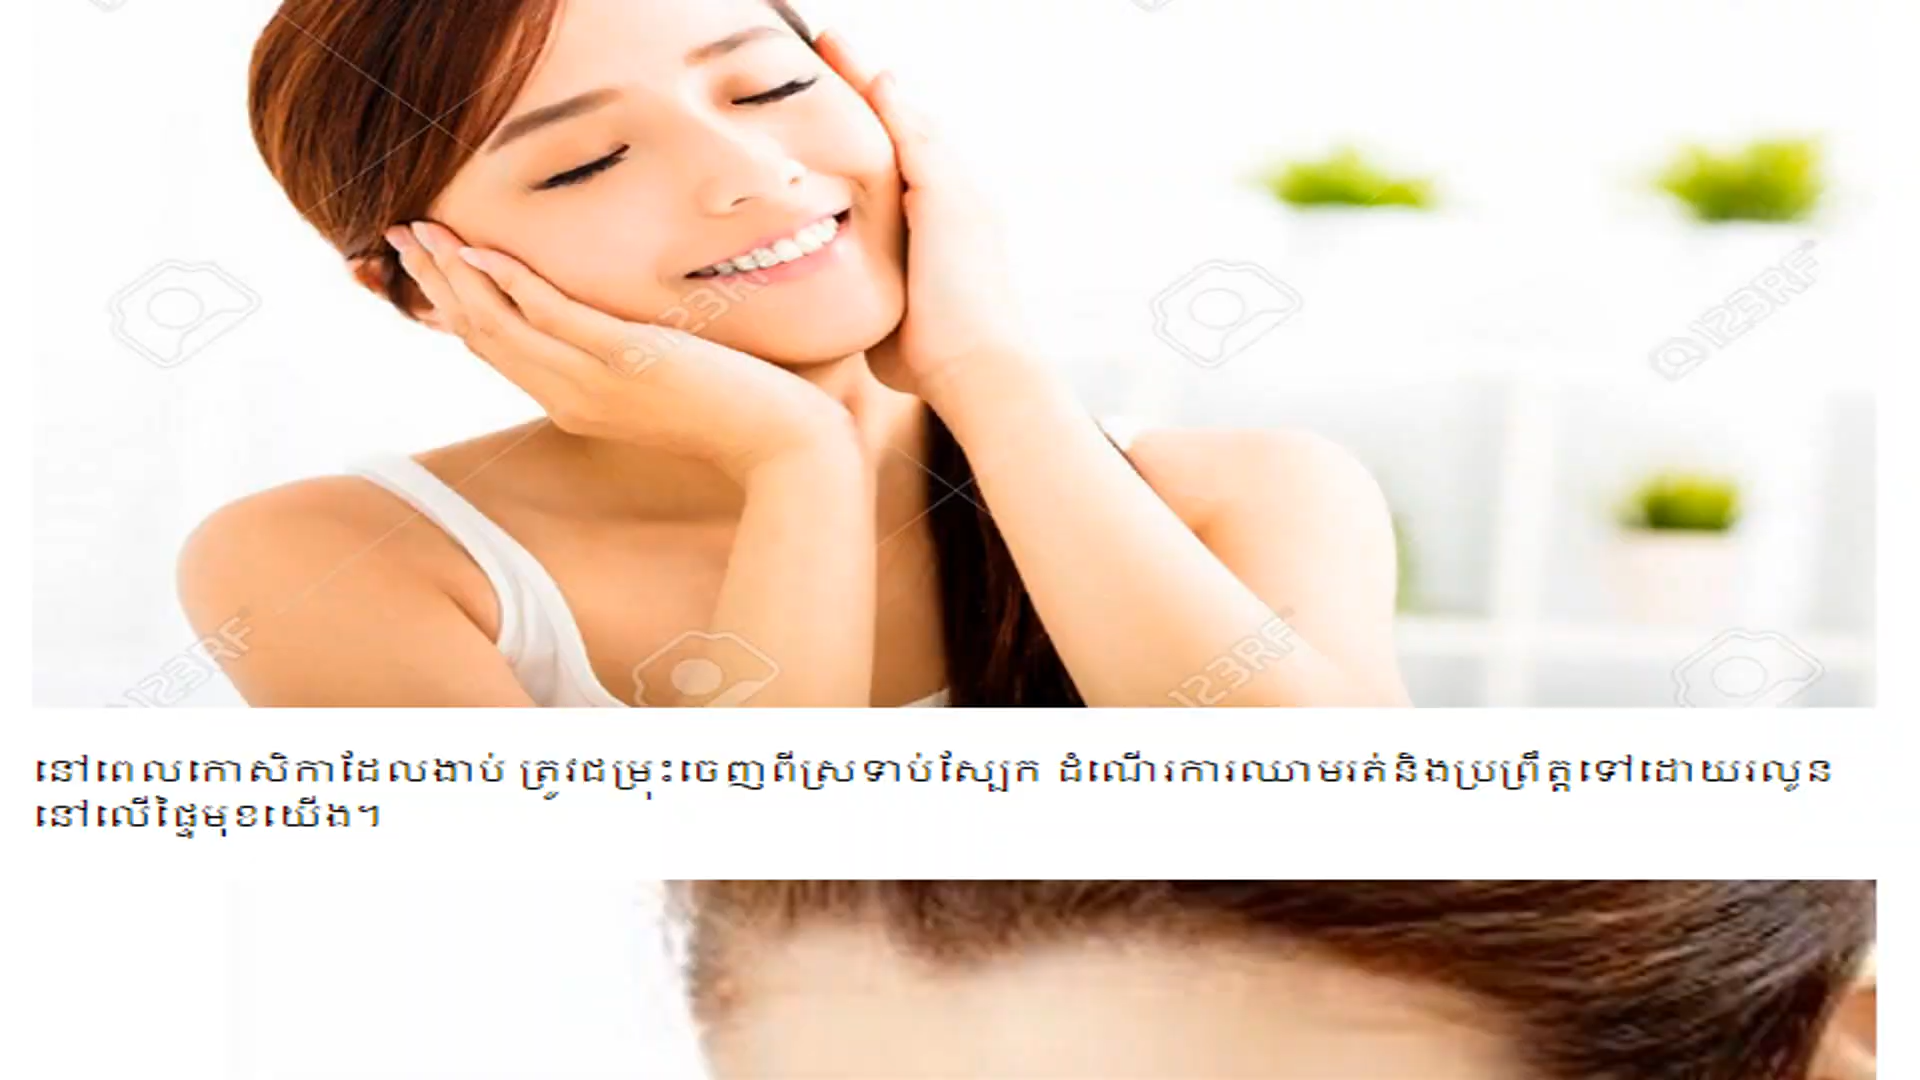 123RF
123RF
នៅពេលកោសិកាដែលងាប់ ត្រូវជម្រុះចេញពីស្រទាប់ស្បែក ដំណើរការឈាមរត់និងប្រព្រឹត្តទៅដោយរលូន
នៅលើផ្ទៃមុខយើង។